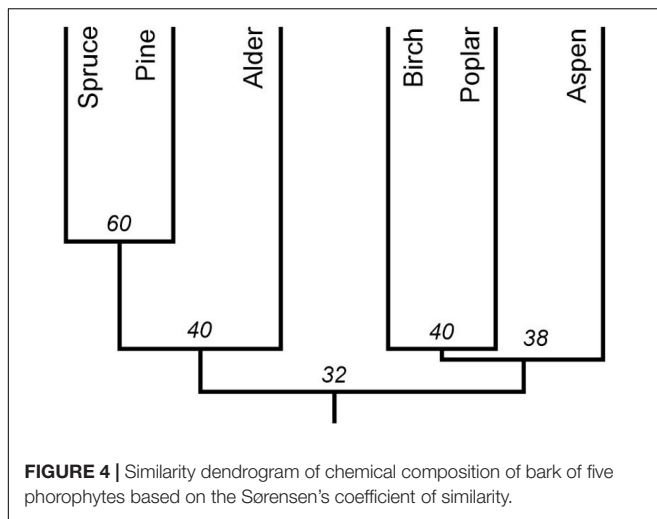 Spruce
Pine
Alder
Birch
Poplar
Aspen
60
40
40
38
32
FIGURE 4 | Similarity dendrogram of chemical composition of bark of five
phorophytes based on the Sørensen’s coefficient of similarity.